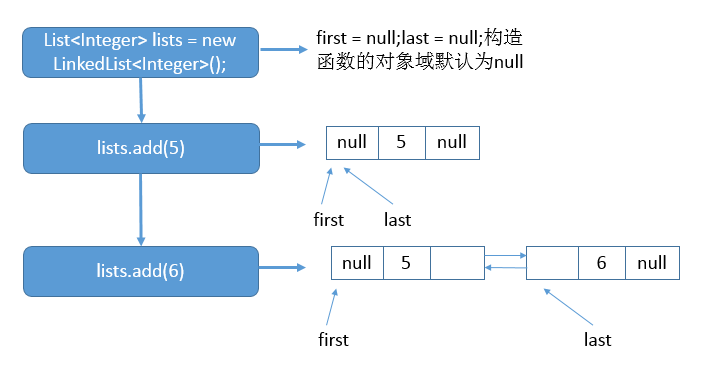 List<Integer> lists = new
LinkedList<Integer>();
first = null;last = null;构造
函数的对象域默认为null
lists.add(5)
null 5 null
first last
lists.add(6)
null 5 6 null
first last